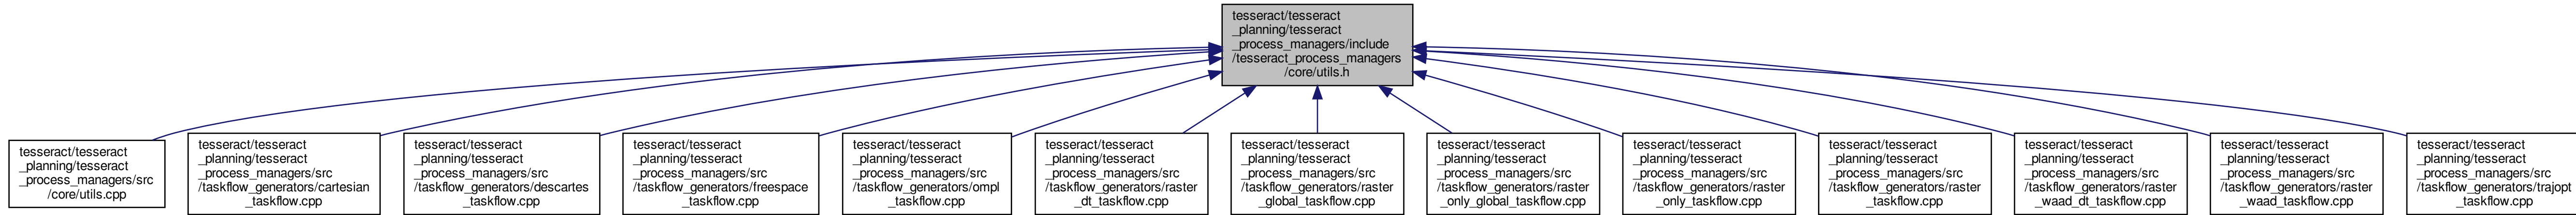 tesseract/tesseract
_planning/tesseract
_process_managers/include
/tesseract_process_managers
/core/utils.h
tesseract/tesseract
_planning/tesseract
_process_managers/src
/core/utils.cpp
tesseract/tesseract
_planning/tesseract
_process_managers/src
/taskflow_generators/cartesian
_taskflow.cpp
tesseract/tesseract
_planning/tesseract
_process_managers/src
/taskflow_generators/descartes
_taskflow.cpp
tesseract/tesseract
_planning/tesseract
_process_managers/src
/taskflow_generators/freespace
_taskflow.cpp
tesseract/tesseract
_planning/tesseract
_process_managers/src
/taskflow_generators/ompl
_taskflow.cpp
tesseract/tesseract
_planning/tesseract
_process_managers/src
/taskflow_generators/raster
_dt_taskflow.cpp
tesseract/tesseract
_planning/tesseract
_process_managers/src
/taskflow_generators/raster
_global_taskflow.cpp
tesseract/tesseract
_planning/tesseract
_process_managers/src
/taskflow_generators/raster
_only_global_taskflow.cpp
tesseract/tesseract
_planning/tesseract
_process_managers/src
/taskflow_generators/raster
_only_taskflow.cpp
tesseract/tesseract
_planning/tesseract
_process_managers/src
/taskflow_generators/raster
_taskflow.cpp
tesseract/tesseract
_planning/tesseract
_process_managers/src
/taskflow_generators/raster
_waad_dt_taskflow.cpp
tesseract/tesseract
_planning/tesseract
_process_managers/src
/taskflow_generators/raster
_waad_taskflow.cpp
tesseract/tesseract
_planning/tesseract
_process_managers/src
/taskflow_generators/trajopt
_taskflow.cpp